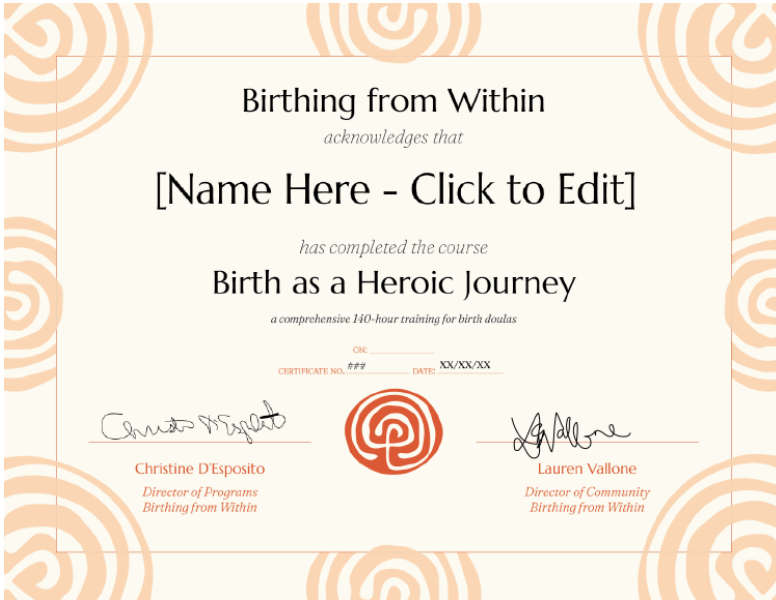 Birthing from Within
acknowledges that
[Name Here - Click to Edit]
has completed the course
Birth as a Heroic Journey
a comprehensive 140-hour training for birth doulas
ON:
CERTIFICATE NO. ### DATE: XX/XX/XX
Christine D'Esposito
Director of Programs
Birthing from Within
LaVallone
Lauren Vallone
Director of Community
Birthing from Within